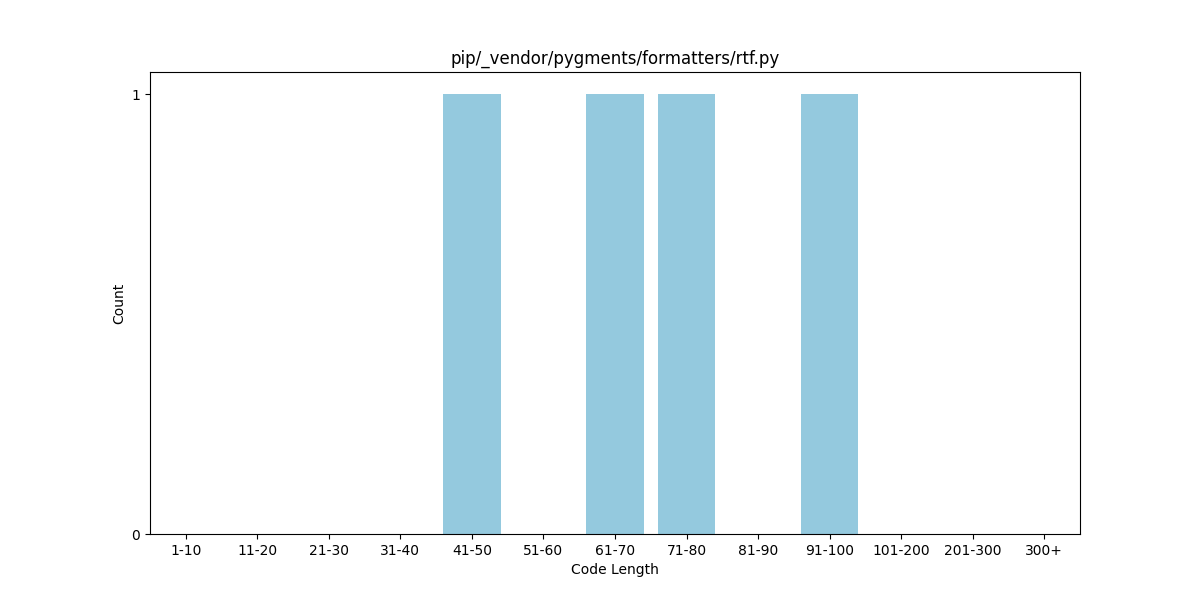 pip/_vendor/pygments/formatters/rtf.py
1
0
Count
1-10 11-20 21-30 31-40 41-50 51-60 61-70 71-80 81-90 91-100 101-200 201-300 300+
Code Length